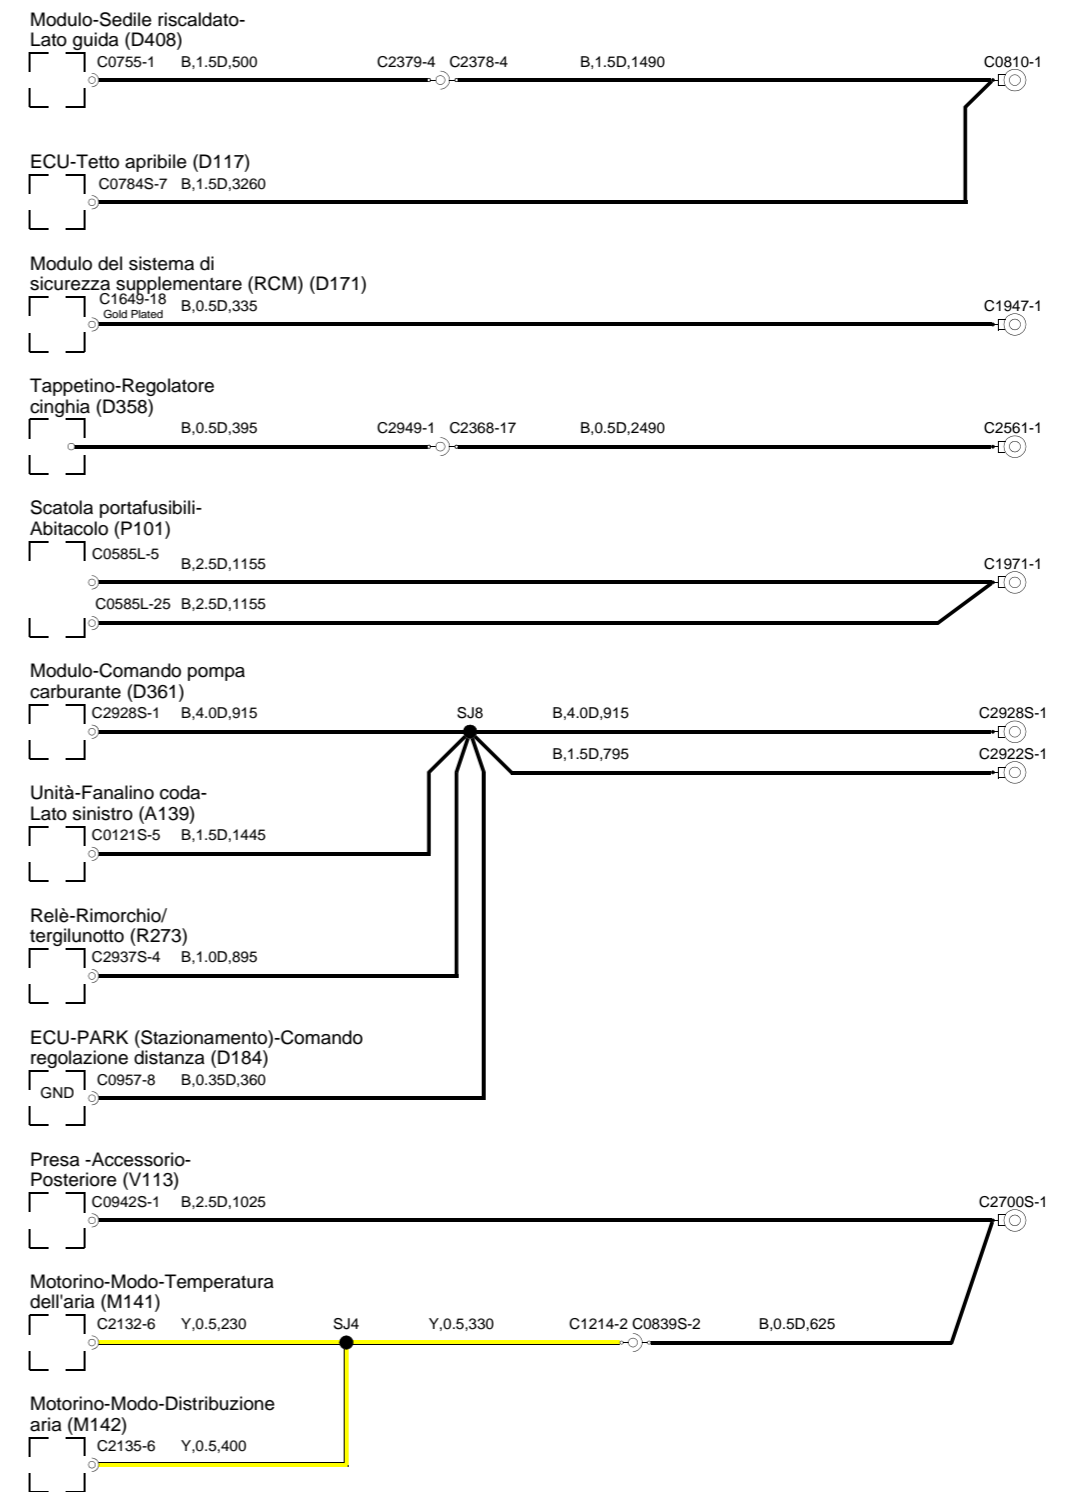 Modulo-Sedile riscaldato-
Lato guida (D408)
C0755-1 B,1.5D,500 C2379-4 C2378-4 B,1.5D,1490 C0810-1
ECU-Tetto apribile (D117)
C0784S-7 B,1.5D,3260
Modulo del sistema di
sicurezza supplementare (RCM) (D171)
C1649-18 B,0.5D,335 C1947-1
Gold Plated
Tappetino-Regolatore
cinghia (D358)
B,0.5D,395 C2949-1 C2368-17 B,0.5D,2490 C2561-1
Scatola portafusibili-
Abitacolo (P101)
C0585L-5
B,2.5D,1155 C1971-1
C0585L-25 B,2.5D,1155
Modulo-Comando pompa
carburante (D361)
C2928S-1 B,4.0D,915 SJ8 B,4.0D,915 C2928S-1
B,1.5D,795 C2922S-1
Unità-Fanalino coda-
Lato sinistro (A139)
C0121S-5 B,1.5D,1445
Relè-Rimorchio/
tergilunotto (R273)
C2937S-4 B,1.0D,895
ECU-PARK (Stazionamento)-Comando
regolazione distanza (D184)
C0957-8 B,0.35D,360
GND
Presa -Accessorio-
Posteriore (V113)
C0942S-1 B,2.5D,1025 C2700S-1
Motorino-Modo-Temperatura
dell'aria (M141)
C2132-6 Y,0.5,230 SJ4 Y,0.5,330 C1214-2 C0839S-2 B,0.5D,625
Motorino-Modo-Distribuzione
aria (M142)
C2135-6 Y,0.5,400